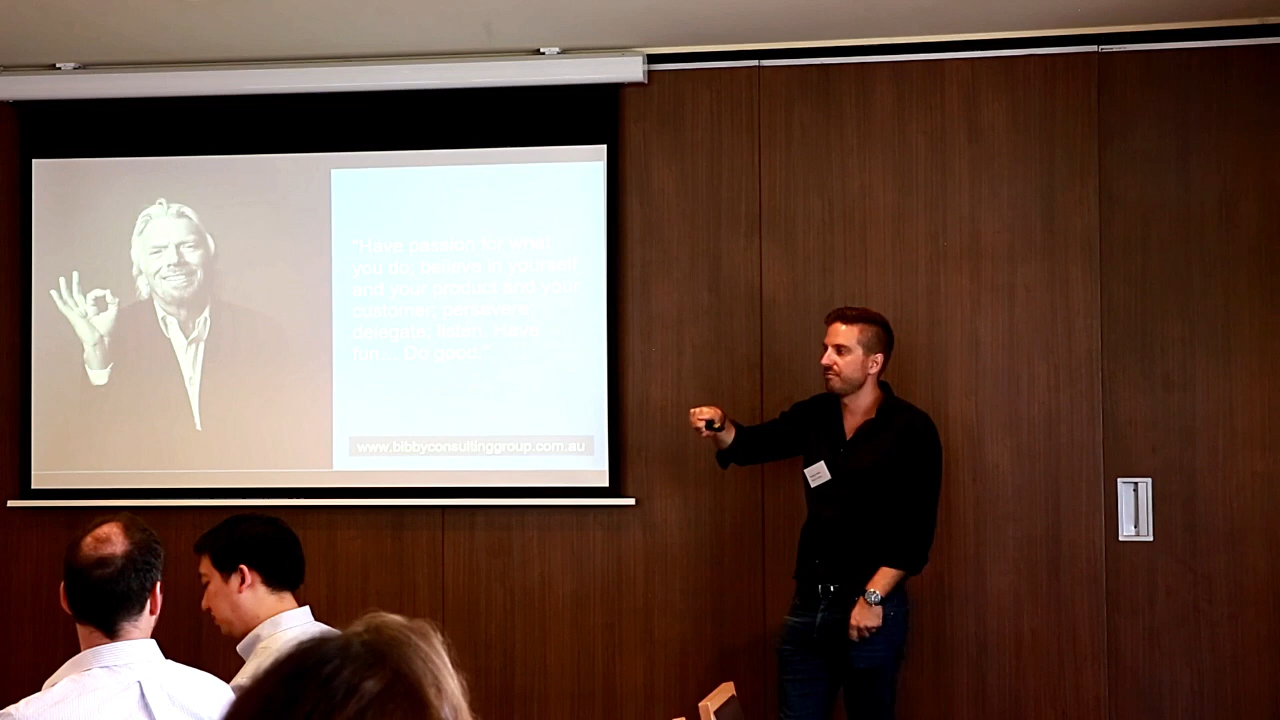 "Have passion for what
you do; believe in yourself
and your product and your
customer; persevere;
delegate; listen. Have
fun.... Do good."
www.bibbyconsultinggroup.com.au